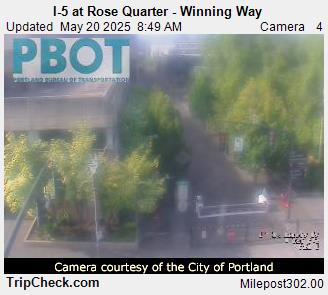 I-5 at Rose Quarter - Winning Way
Updated May 20 2025 8:49 AM Camera 4
PBOT
PORTLAND BUREAU OF TRANSPORTATION
Camera courtesy of the City of Portland
TripCheck.com Milepost302.00